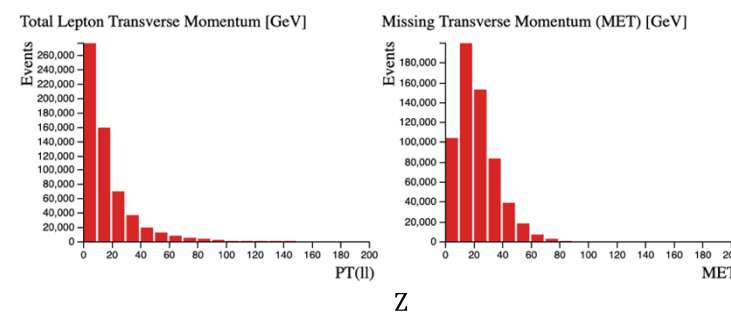 Total Lepton Transverse Momentum [GeV]
Events
260,000
240,000
220,000
200,000
180,000
160,000
140,000
120,000
100,000
80,000
60,000
40,000
20,000
0
0 20 40 60 80 100 120 140 160 180 200
PT(ll)
Missing Transverse Momentum (MET) [GeV]
Events
180,000
160,000
140,000
120,000
100,000
80,000
60,000
40,000
20,000
0
0 20 40 60 80 100 120 140 160 180 20
MET
Z